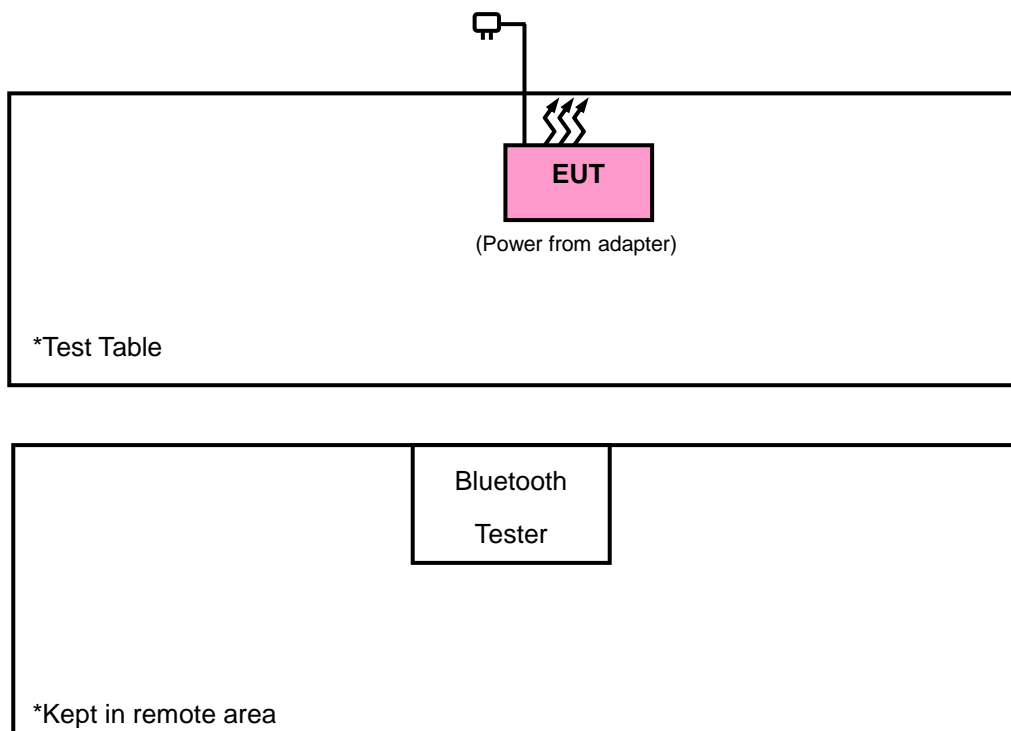 EUT
(Power from adapter)
*Test Table
Bluetooth
Tester
*Kept in remote area